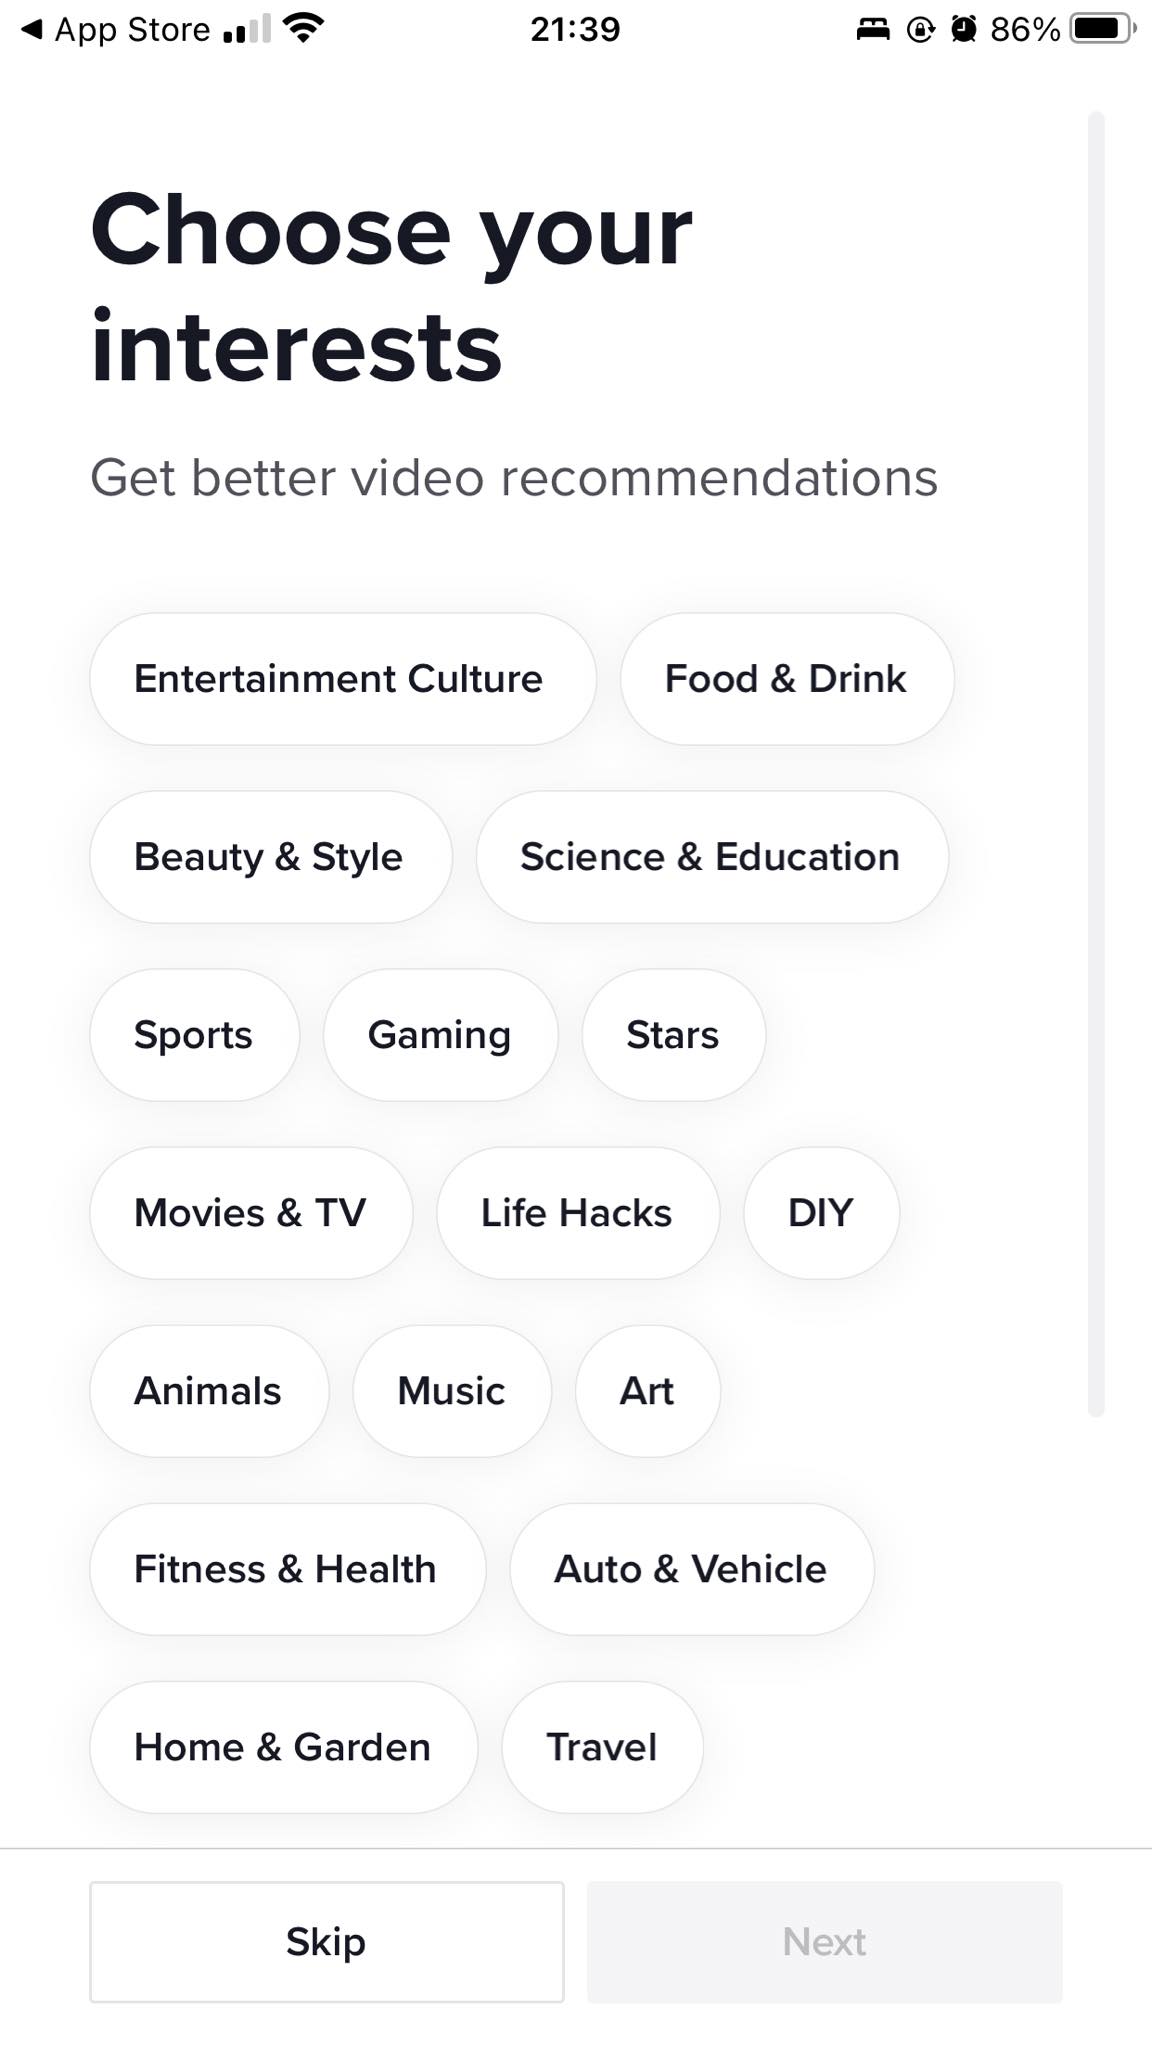 App Store 21:39 86%
Choose your
interests
Get better video recommendations
Entertainment Culture Food & Drink
Beauty & Style Science & Education
Sports Gaming Stars
Movies & TV Life Hacks DIY
Animals Music Art
Fitness & Health Auto & Vehicle
Home & Garden Travel
Skip Next